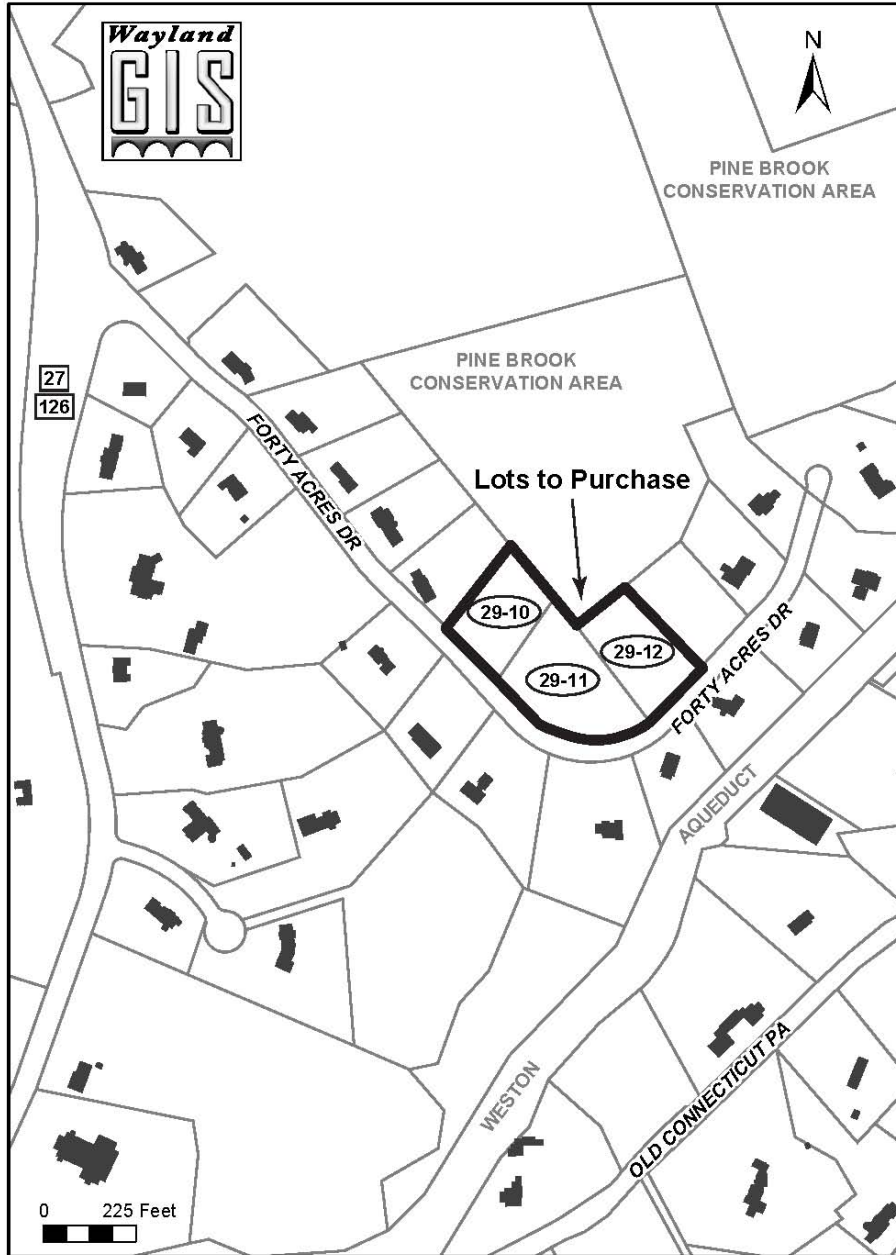 Wayland
GIS
N
PINE BROOK
CONSERVATION AREA
PINE BROOK
CONSERVATION AREA
27
126
FORTY ACRES DR
Lots to Purchase
29-10
29-12
29-11
FORTY ACRES DR
AQUEDUCT
WESTON
OLD CONNECTICUT PA
0 225 Feet